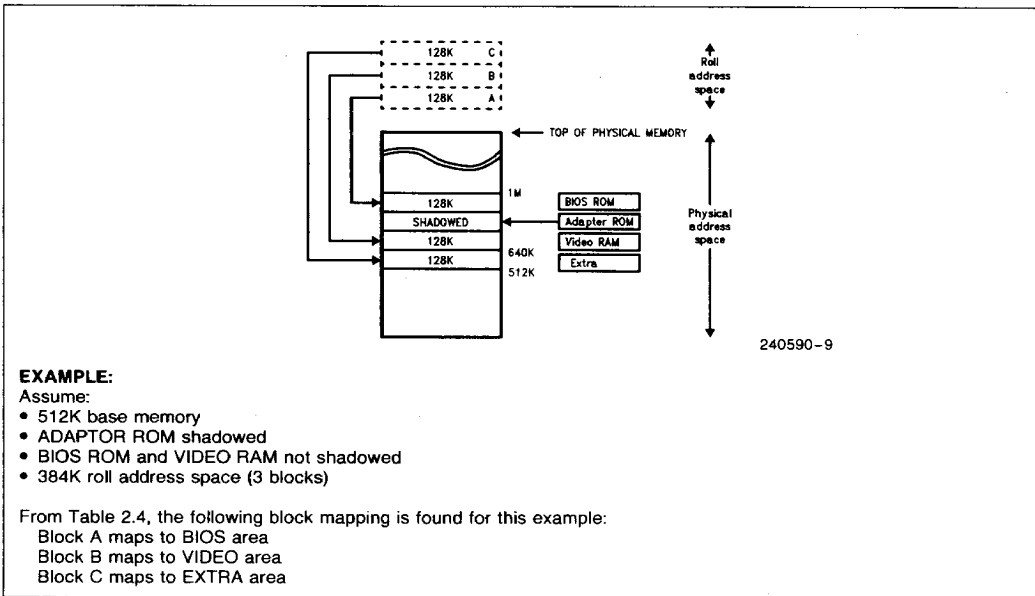 128K C
128K B
128K A
Roll
address
space
TOP OF PHYSICAL MEMORY
1M
128K
BIOS ROM
SHADOWED
Adapter ROM
Physical
address
space
128K
Video RAM
640K
128K
Extra
512K
240590-9
EXAMPLE:
Assume:
• 512K base memory
• ADAPTOR ROM shadowed
• BIOS ROM and VIDEO RAM not shadowed
• 384K roll address space (3 blocks)
From Table 2.4, the following block mapping is found for this example:
Block A maps to BIOS area
Block B maps to VIDEO area
Block C maps to EXTRA area